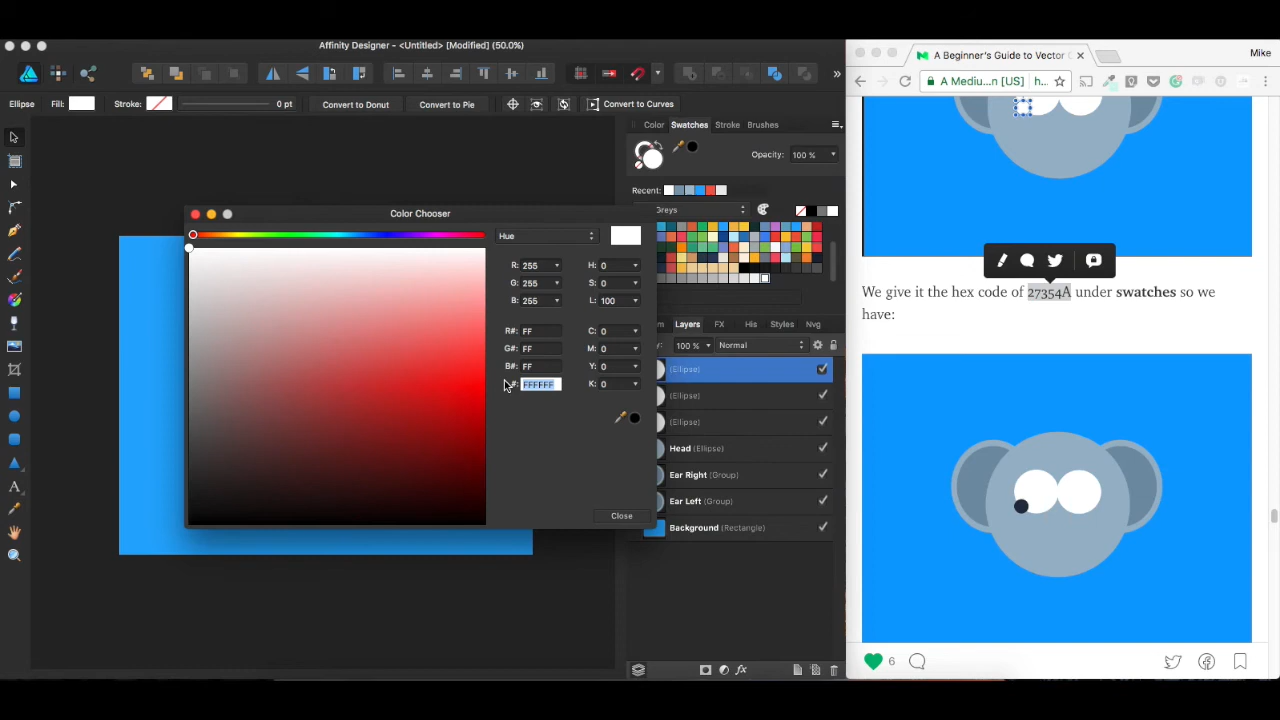 Affinity Designer - <Untitled> [Modified] (50.0%)
Ellipse Fill: Stroke: 0 pt Convert to Donut Convert to Pie Convert to Curves
Color Swatches Stroke Brushes
Opacity: 100 %
Recent:
Greys
Color Chooser
Hue
R: 255 H: 0
G: 255 S: 0
B: 255 L: 100
R#: FF C: 0
G#: FF M: 0
B#: FF Y: 0
#: FFFFFF K: 0
Close
m Layers FX His Styles Nvg
y: 100 % Normal
(Ellipse)
(Ellipse)
(Ellipse)
Head (Ellipse)
Ear Right (Group)
Ear Left (Group)
Background (Rectangle)
A Beginner's Guide to Vector
Mike
A Mediu...n [US] h...
We give it the hex code of 27354A under swatches so we
have:
6